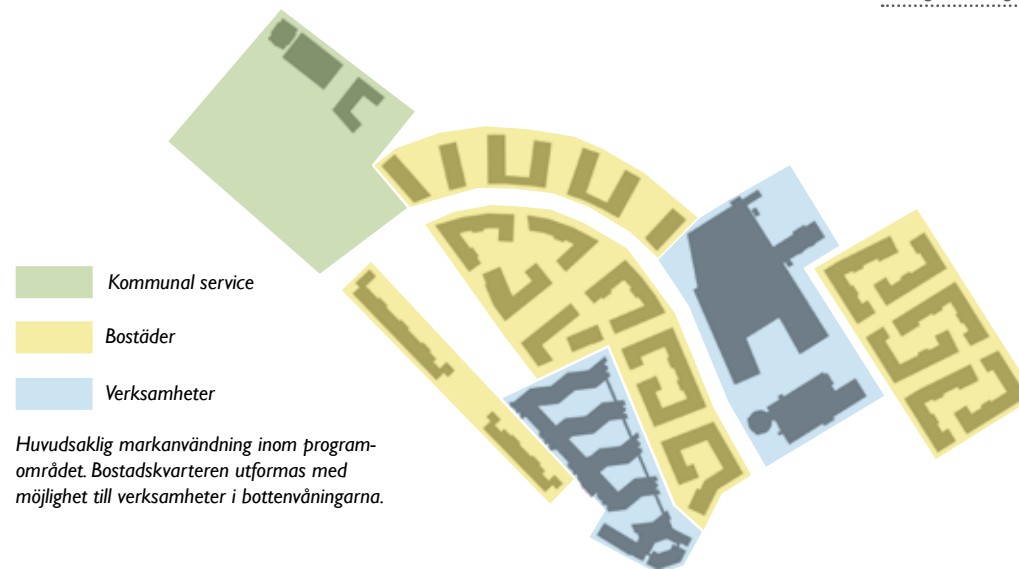 Kommunal service
Bostäder
Verksamheter
Huvudsaklig markanvändning inom program-
området. Bostadskvarteren utformas med
möjlighet till verksamheter i bottenvåningarna.